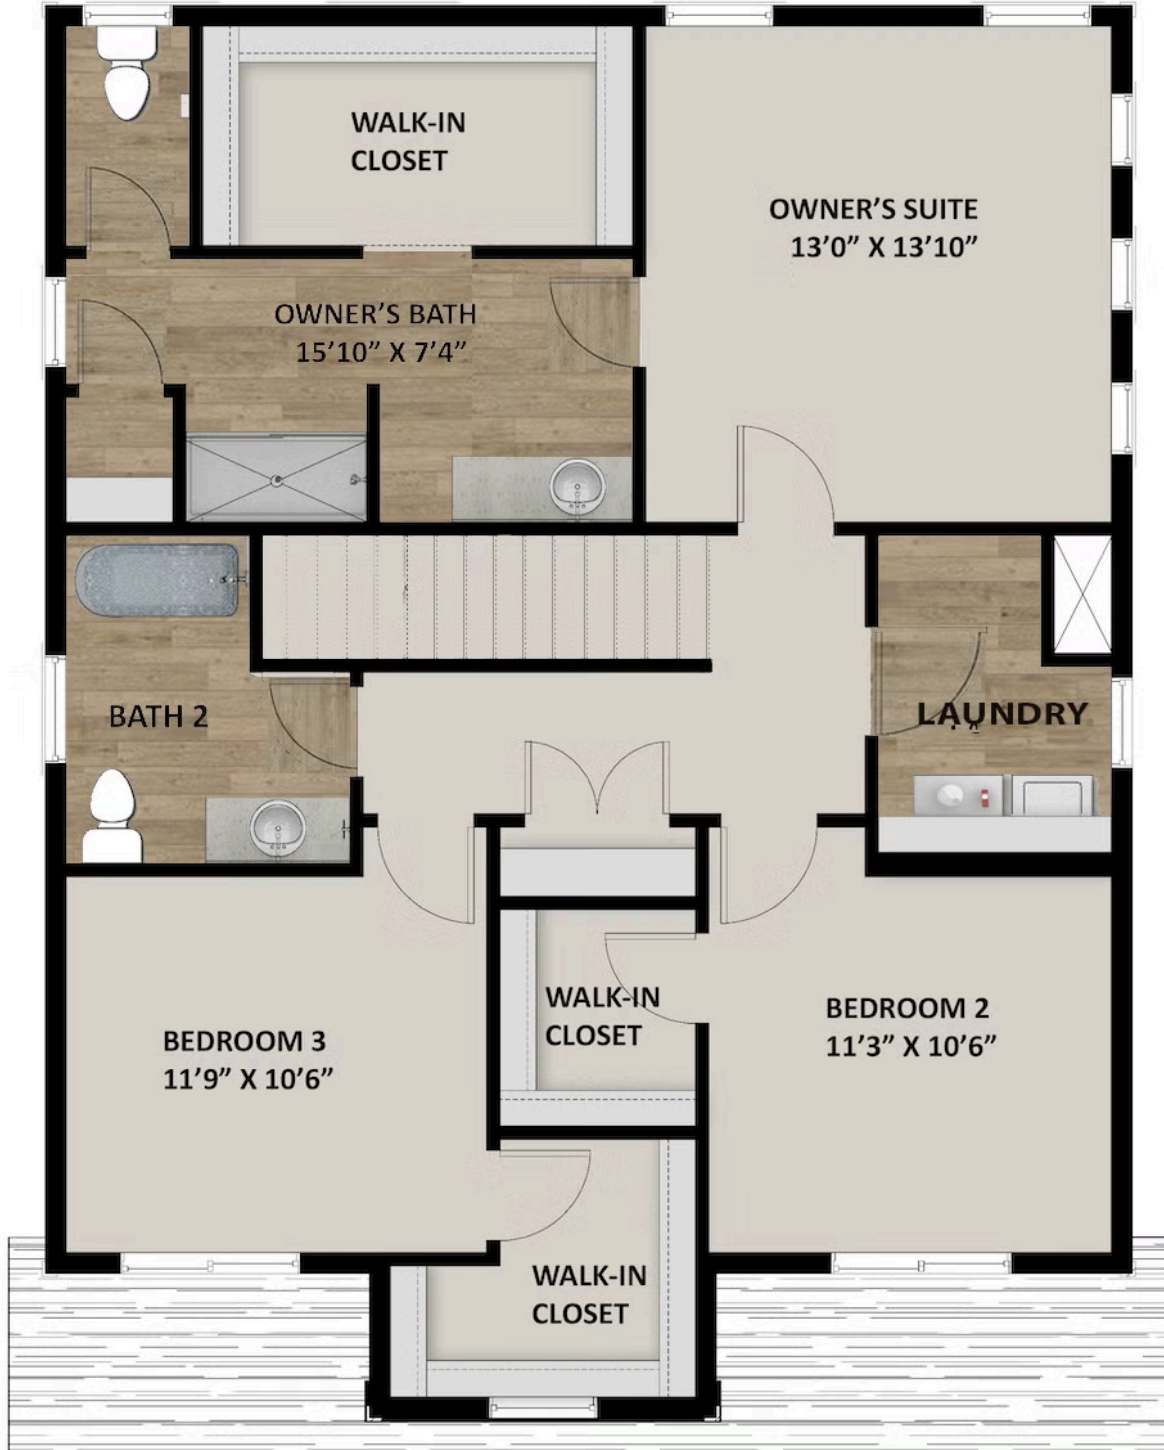 WALK-IN
CLOSET
OWNER’S SUITE
13’0” X 13’10”
OWNER’S BATH
15’10” X 7’4”
BATH 2
LAUNDRY
WALK-IN
CLOSET
BEDROOM 2
11’3” X 10’6”
BEDROOM 3
11’9” X 10’6”
WALK-IN
CLOSET